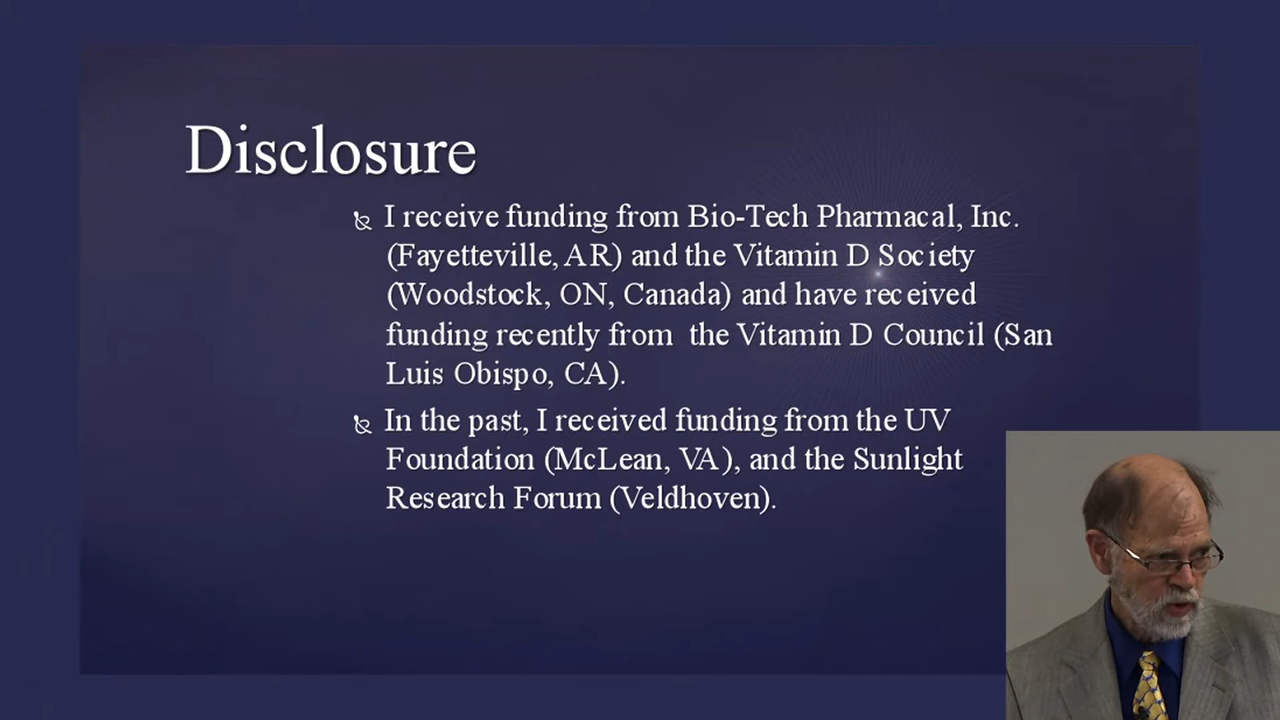 Disclosure
I receive funding from Bio-Tech Pharmacal, Inc.
(Fayetteville, AR) and the Vitamin D Society
(Woodstock, ON, Canada) and have received
funding recently from the Vitamin D Council (San
Luis Obispo, CA).
In the past, I received funding from the UV
Foundation (McLean, VA), and the Sunlight
Research Forum (Veldhoven).